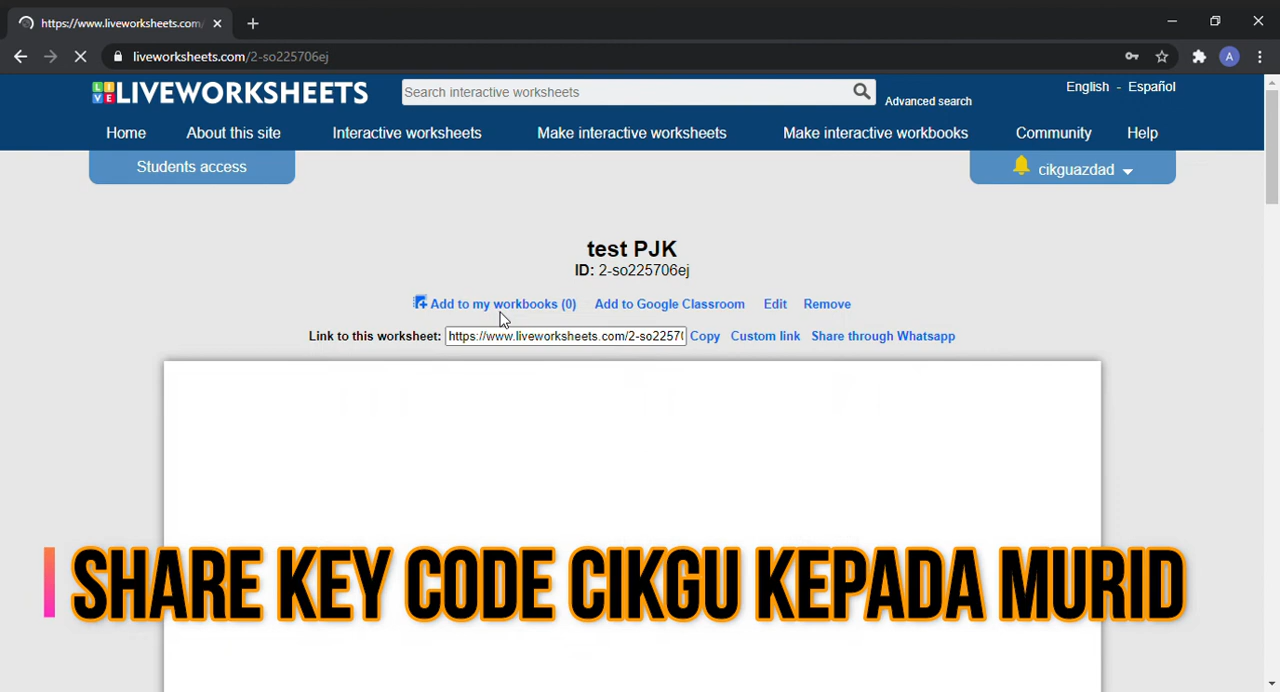 https://www.liveworksheets.com/
liveworksheets.com/2-so225706ej
A
LIVE LIVEWORKSHEETS
Search interactive worksheets
Advanced search
English - Español
Home About this site Interactive worksheets Make interactive worksheets Make interactive workbooks Community Help
Students access
cikguazdad
test PJK
ID: 2-so225706ej
Add to my workbooks (0) Add to Google Classroom Edit Remove
Link to this worksheet: https://www.liveworksheets.com/2-so2257 Copy Custom link Share through Whatsapp
SHARE KEY CODE CIKGU KEPADA MURID